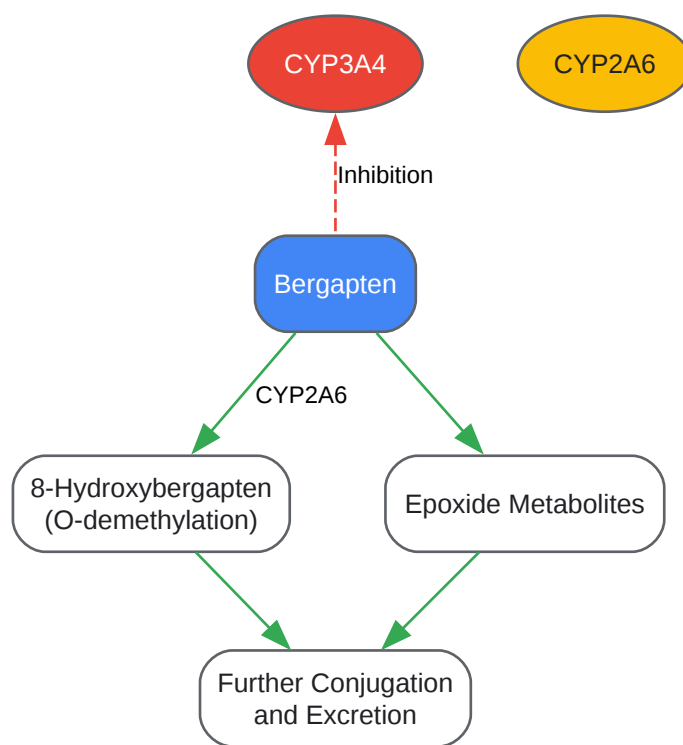 CYP3A4
CYP2A6
Inhibition
Bergapten
CYP2A6
8-Hydroxybergapten
(O-demethylation)
Epoxide Metabolites
Further Conjugation
and Excretion